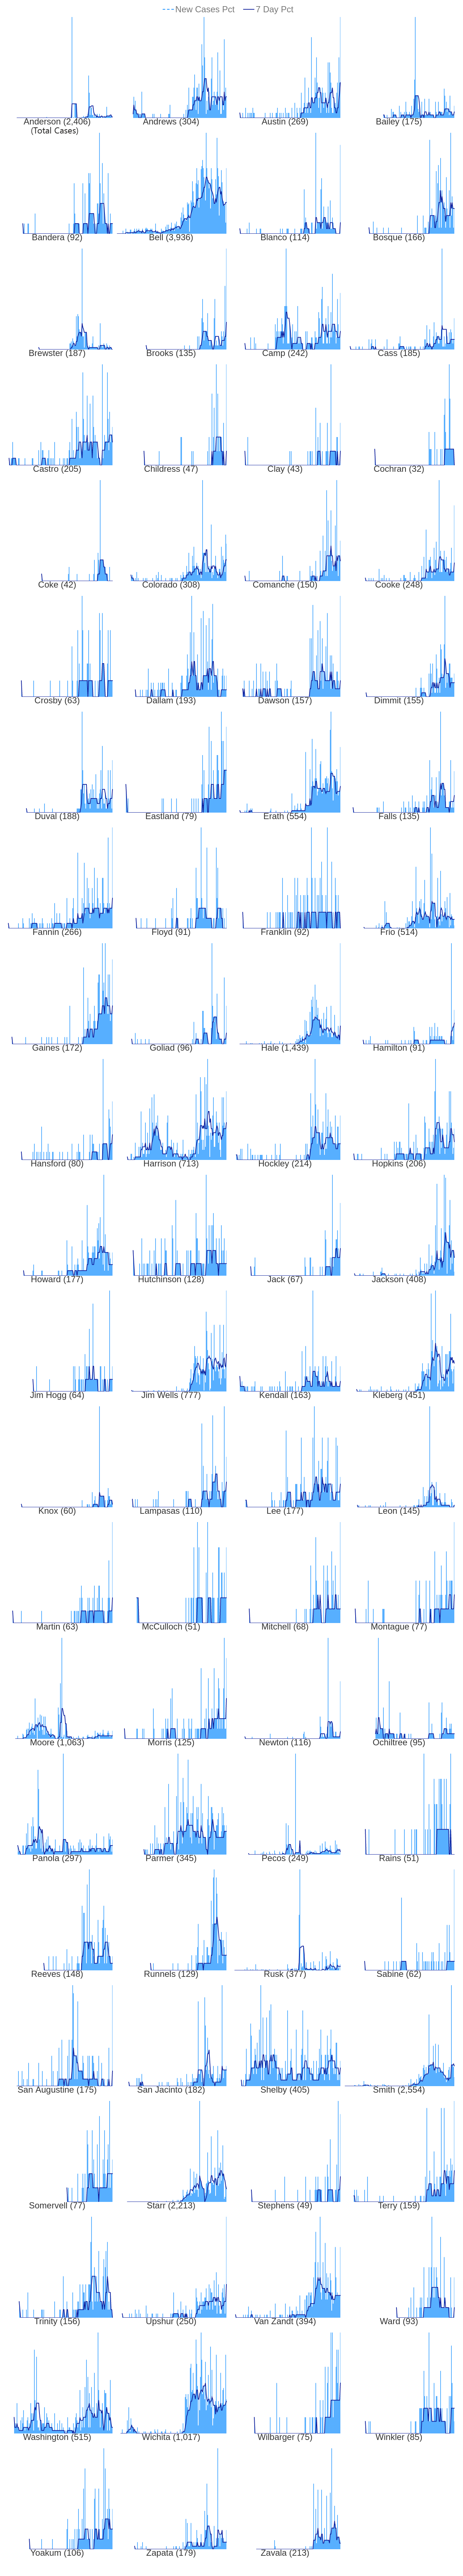 New Cases Pct 7 Day Pct
Anderson (2,406) Andrews (304) Austin (269) Bailey (175)
(Total Cases)
Bandera (92) Bell (3,936) Blanco (114) Bosque (166)
Brewster (187) Brooks (135) Camp (242) Cass (185)
Castro (205) Childress (47) Clay (43) Cochran (32)
Coke (42) Colorado (308) Comanche (150) Cooke (248)
Crosby (63) Dallam (193) Dawson (157) Dimmit (155)
Duval (188) Eastland (79) Erath (554) Falls (135)
Fannin (266) Floyd (91) Franklin (92) Frio (514)
Gaines (172) Goliad (96) Hale (1,439) Hamilton (91)
Hansford (80) Harrison (713) Hockley (214) Hopkins (206)
Howard (177) Hutchinson (128) Jack (67) Jackson (408)
Jim Hogg (64) Jim Wells (777) Kendall (163) Kleberg (451)
Knox (60) Lampasas (110) Lee (177) Leon (145)
Martin (63) McCulloch (51) Mitchell (68) Montague (77)
Moore (1,063) Morris (125) Newton (116) Ochiltree (95)
Panola (297) Parmer (345) Pecos (249) Rains (51)
Reeves (148) Runnels (129) Rusk (377) Sabine (62)
San Augustine (175) San Jacinto (182) Shelby (405) Smith (2,554)
Somervell (77) Starr (2,213) Stephens (49) Terry (159)
Trinity (156) Upshur (250) Van Zandt (394) Ward (93)
Washington (515) Wichita (1,017) Wilbarger (75) Winkler (85)
Yoakum (106) Zapata (179) Zavala (213)